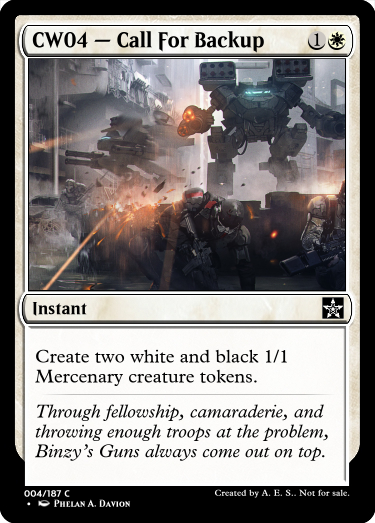 CW04 — Call For Backup 1
Instant
Create two white and black 1/1
Mercenary creature tokens.
Through fellowship, camaraderie, and
throwing enough troops at the problem,
Binzy's Guns always come out on top.
004/187 C
Created by A. E. S.. Not for sale.
• Phelan A. Davion